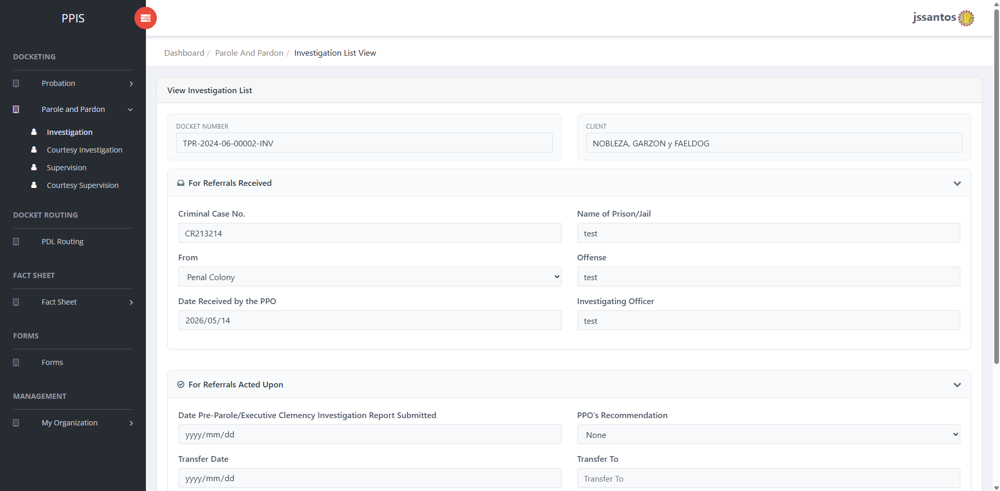 PPIS
jssantos
Dashboard / Parole And Pardon / Investigation List View
DOCKETING
Probation
Parole and Pardon
Investigation
Courtesy Investigation
Supervision
Courtesy Supervision
DOCKET ROUTING
PDL Routing
FACT SHEET
Fact Sheet
FORMS
Forms
MANAGEMENT
My Organization
View Investigation List
DOCKET NUMBER
TPR-2024-06-00002-INV
CLIENT
NOBLEZA, GARZON y FAELDOG
For Referrals Received
Criminal Case No.
CR213214
Name of Prison/Jail
test
From
Penal Colony
Offense
test
Date Received by the PPO
2026/05/14
Investigating Officer
test
For Referrals Acted Upon
Date Pre-Parole/Executive Clemency Investigation Report Submitted
yyyy/mm/dd
PPO's Recommendation
None
Transfer Date
yyyy/mm/dd
Transfer To
Transfer To